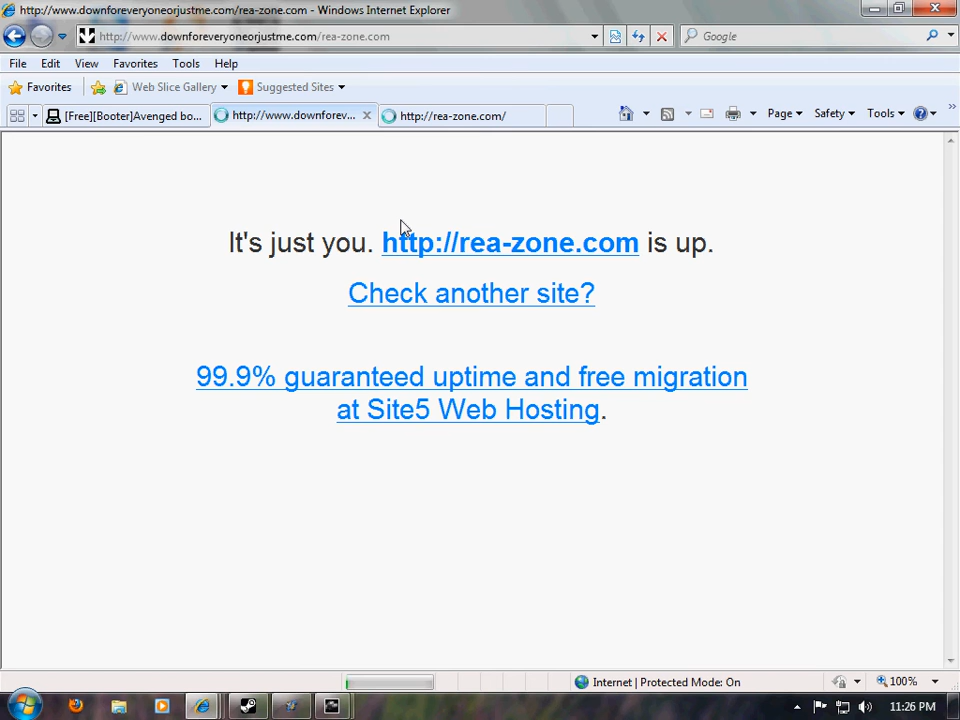 http://www.downforeveryoneorjustme.com/rea-zone.com - Windows Internet Explorer
http://www.downforeveryoneorjustme.com/rea-zone.com
Google
File Edit View Favorites Tools Help
Favorites Web Slice Gallery Suggested Sites
[Free][Booter]Avenged bo... http://www.downforev... http://rea-zone.com/ Page Safety Tools
It's just you. http://rea-zone.com is up.
Check another site?
99.9% guaranteed uptime and free migration
at Site5 Web Hosting.
Internet | Protected Mode: On 100%
11:26 PM